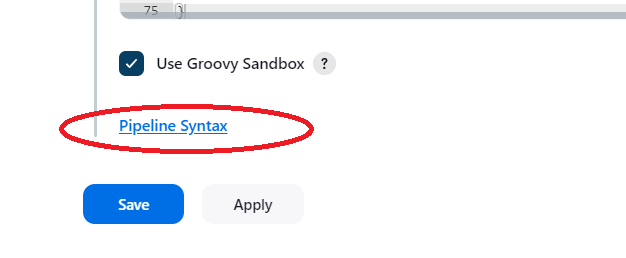 75 }
Use Groovy Sandbox ?
Pipeline Syntax
Save Apply